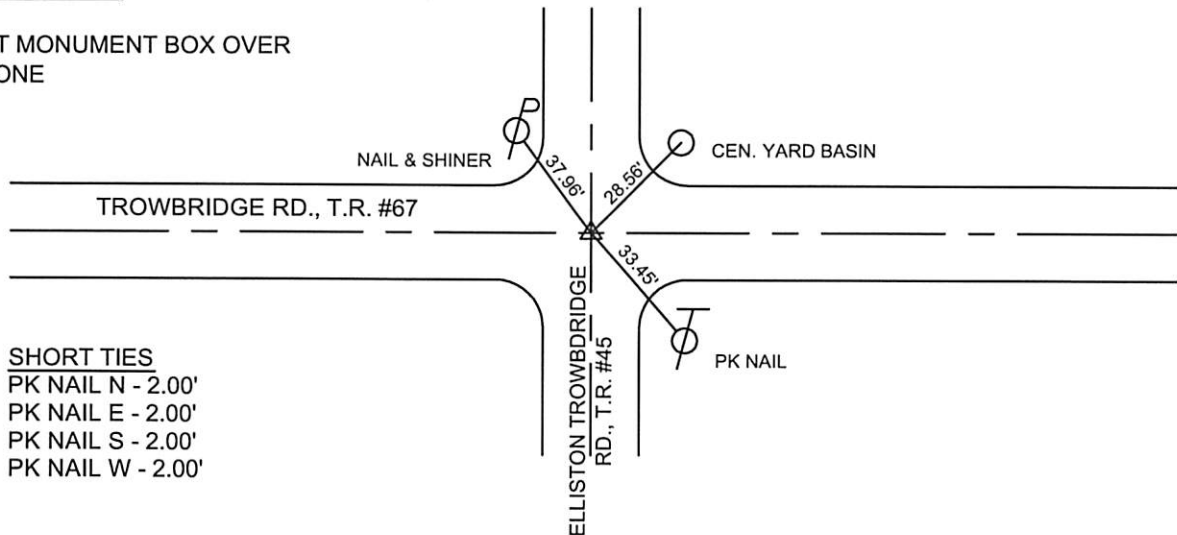 T MONUMENT BOX OVER
ONE
P
NAIL & SHINER
37.96'
28.56'
CEN. YARD BASIN
TROWBRIDGE RD., T.R. #67
33.45'
T
PK NAIL
ELLISTON TROWBDRIDGE
RD., T.R. #45
SHORT TIES
PK NAIL N - 2.00'
PK NAIL E - 2.00'
PK NAIL S - 2.00'
PK NAIL W - 2.00'